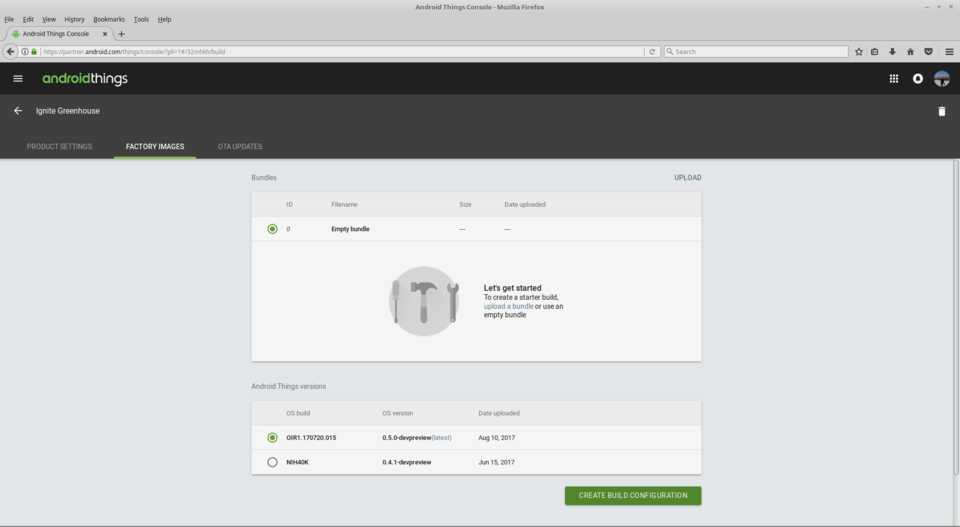 Android Things Console - Mozilla Firefox
File Edit View History Bookmarks Tools Help
Android Things Console
https://partner.android.com/things/console/?pli=1#/32mhkh/build
Search
androidthings
Ignite Greenhouse
PRODUCT SETTINGS FACTORY IMAGES OTA UPDATES
Bundles UPLOAD
ID Filename Size Date uploaded
0 Empty bundle --- ---
Let's get started
To create a starter build,
upload a bundle or use an
empty bundle
Android Things versions
OS build OS version Date uploaded
OIR1.170720.015 0.5.0-devpreview(latest) Aug 10, 2017
NIH40K 0.4.1-devpreview Jun 15, 2017
CREATE BUILD CONFIGURATION